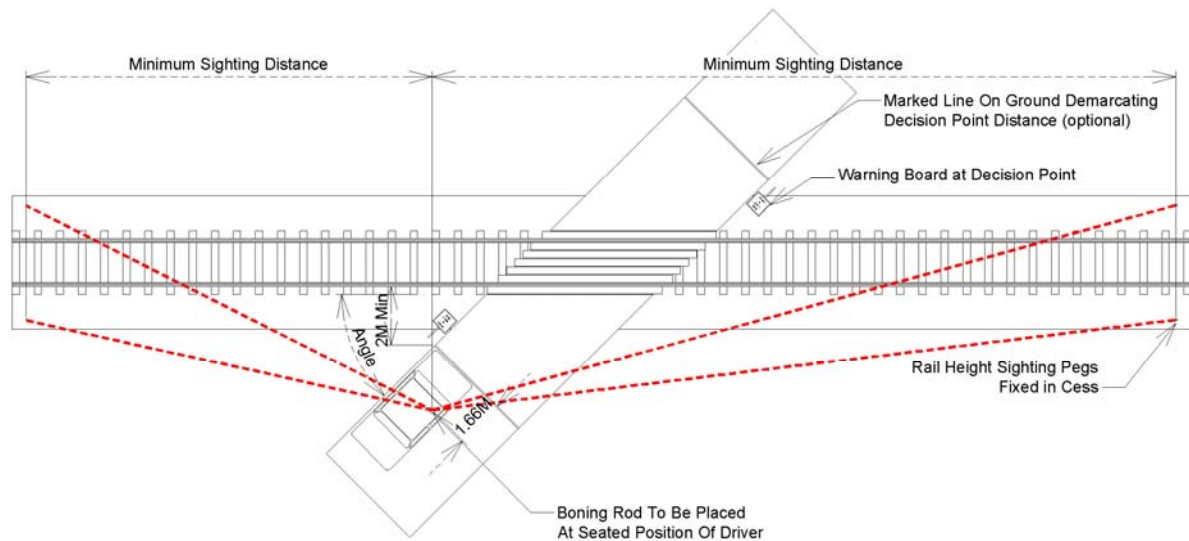 Minimum Sighting Distance
Minimum Sighting Distance
Marked Line On Ground Demarcating
Decision Point Distance (optional)
Warning Board at Decision Point
2M Min
Angle
Rail Height Sighting Pegs
Fixed in Cess
1.66M
Boning Rod To Be Placed
At Seated Position Of Driver